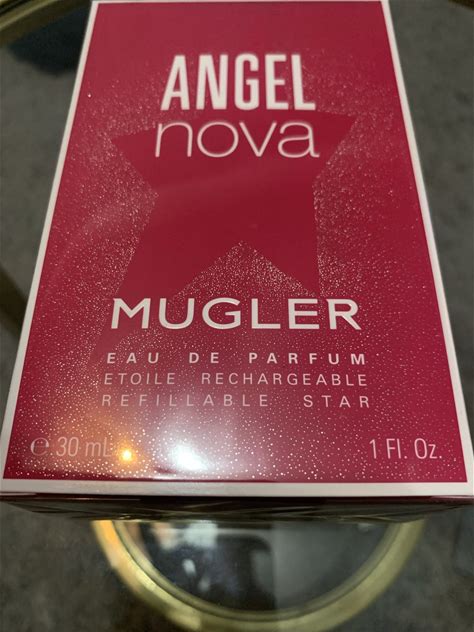 ANGEL
nova
MUGLER
EAU DE PARFUM
ETOILE RECHARGEABLE
REFILLABLE STAR
℮ 30 mL 1 Fl. Oz.